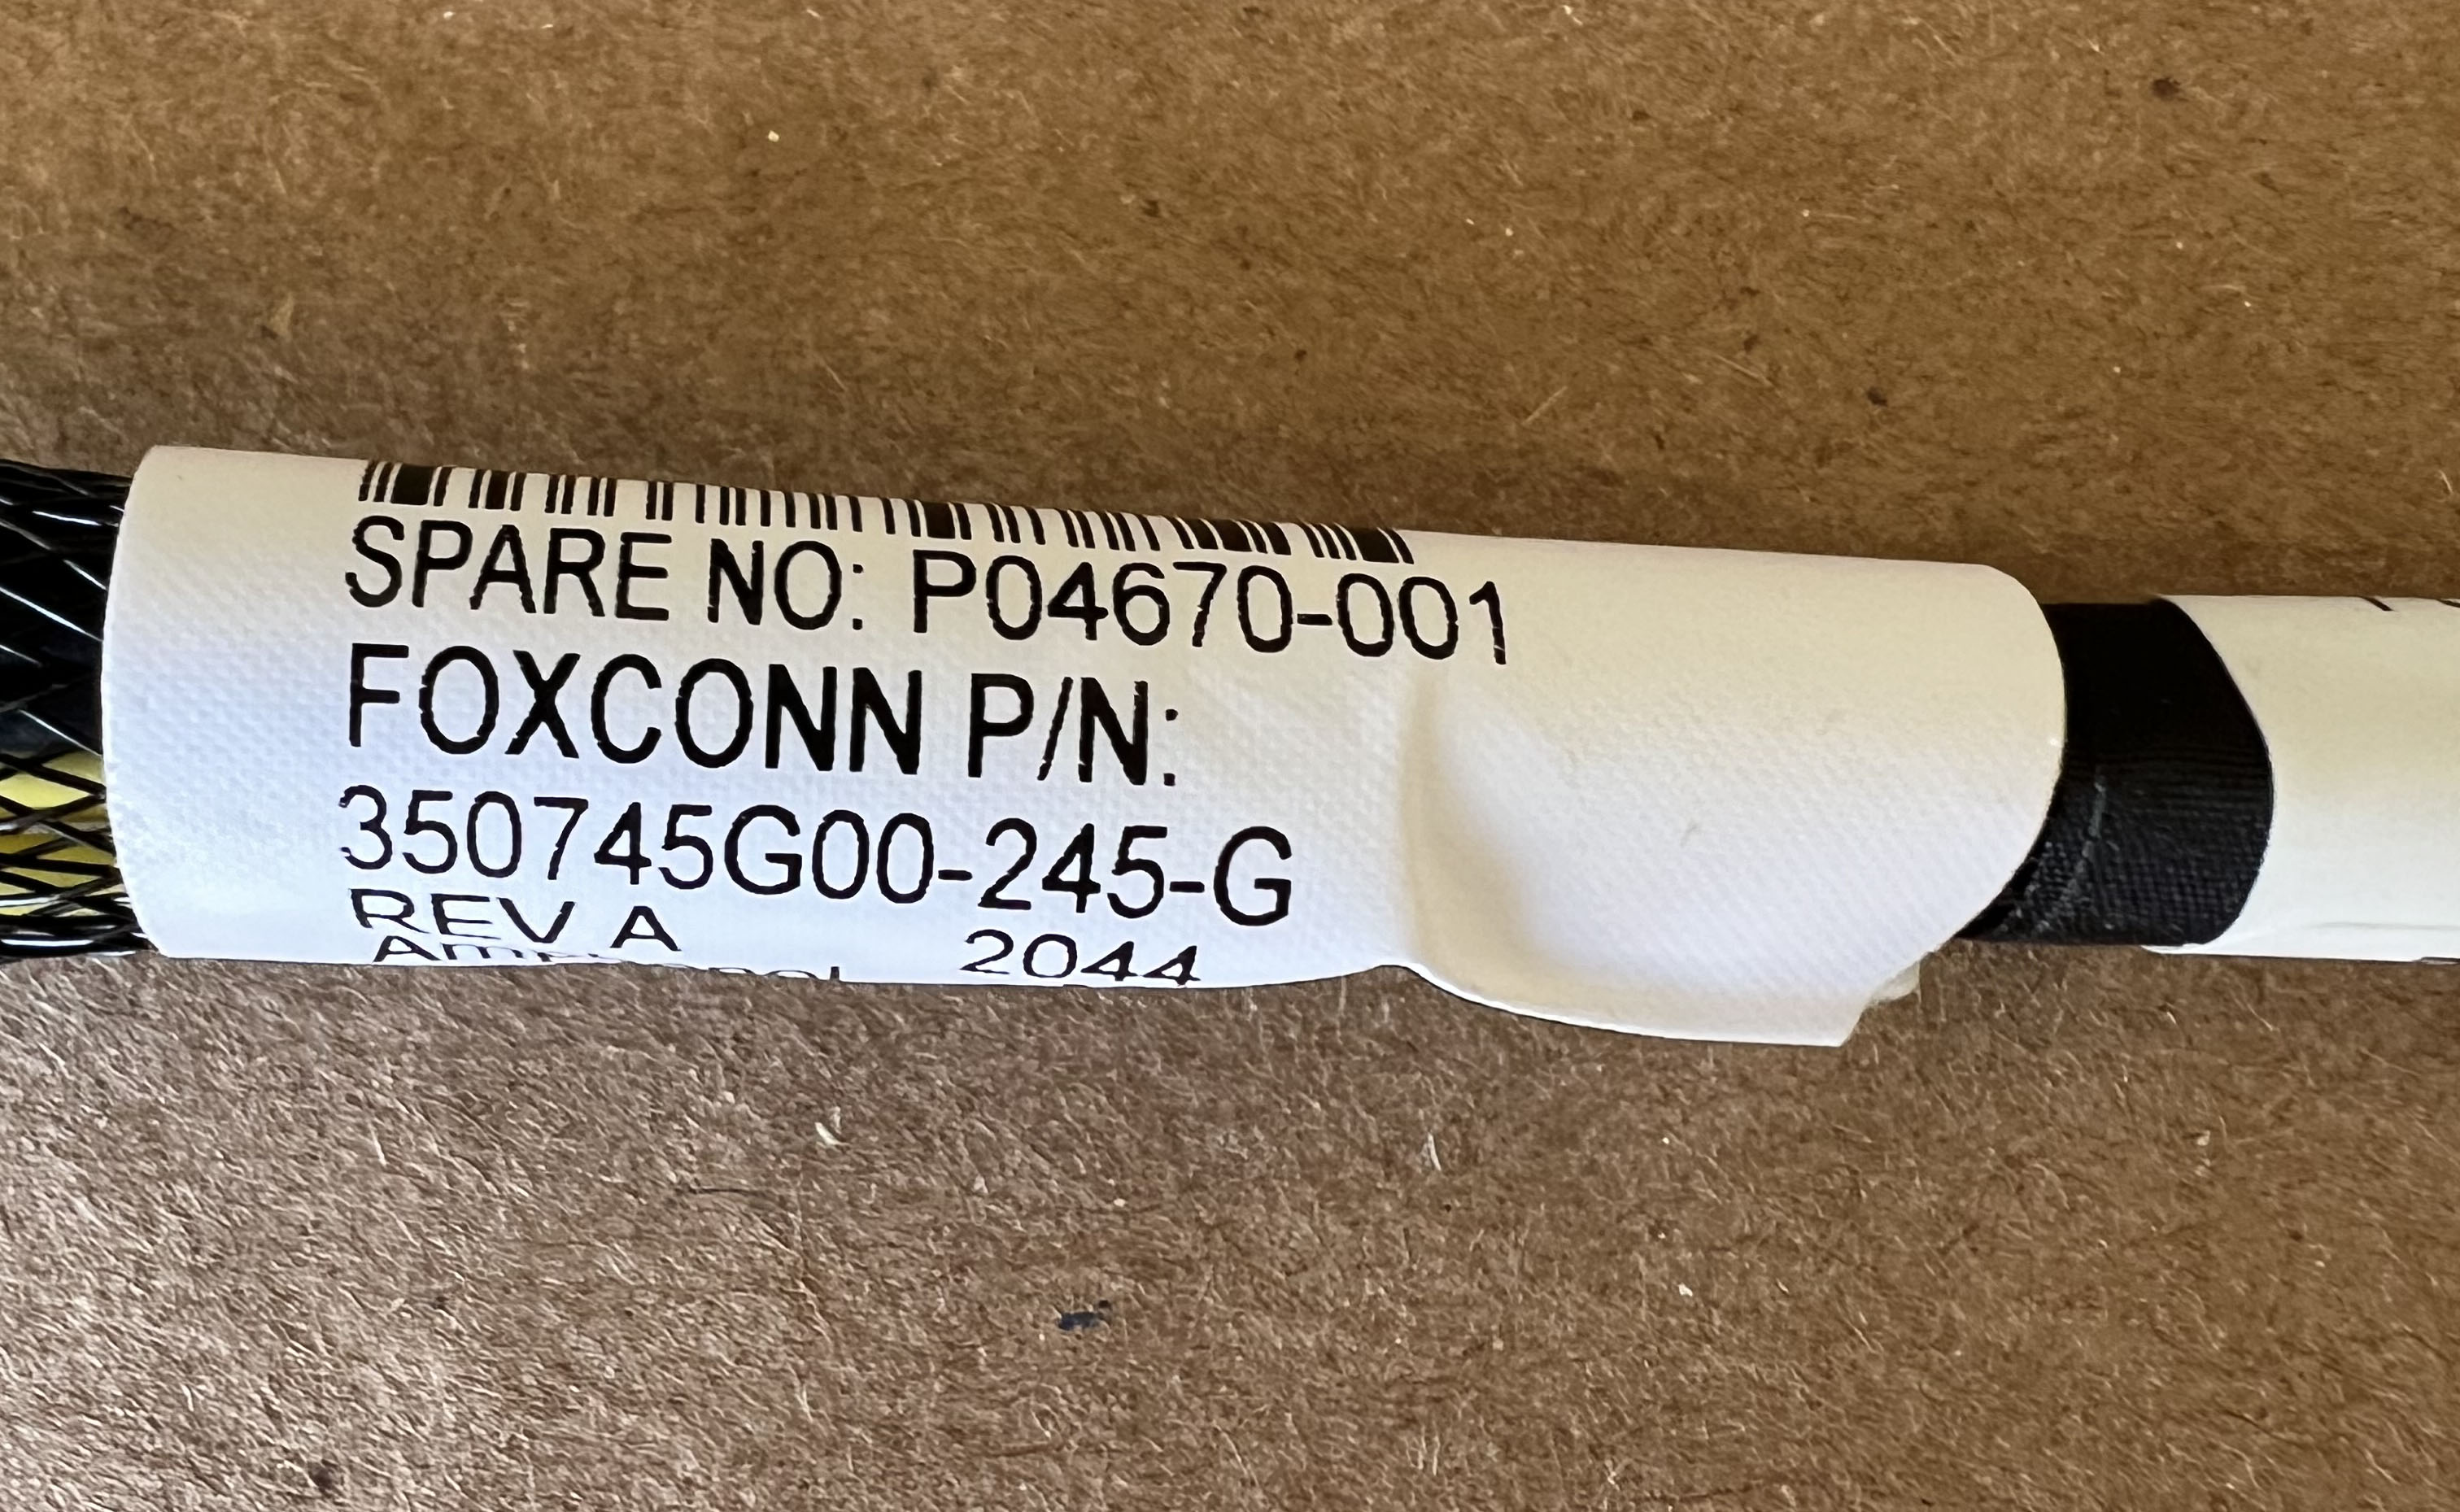 SPARE NO: P04670-001
FOXCONN P/N:
350745G00-245-G
REV A
2044